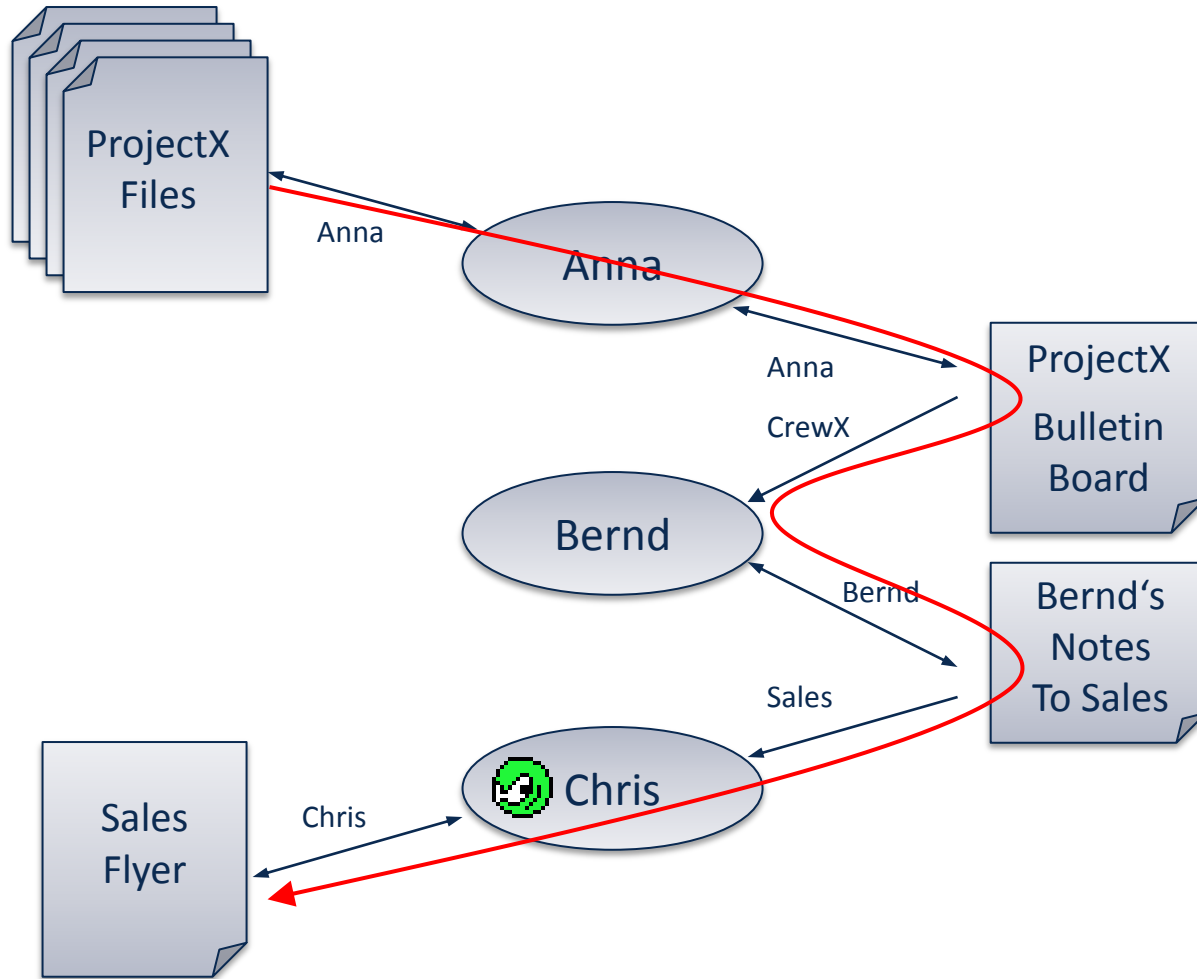 ProjectX
Files
Anna
Anna
Anna
ProjectX
Bulletin
Board
CrewX
Bernd
Bernd
Bernd‘s
Notes
To Sales
Sales
Chris
Chris
Sales
Flyer